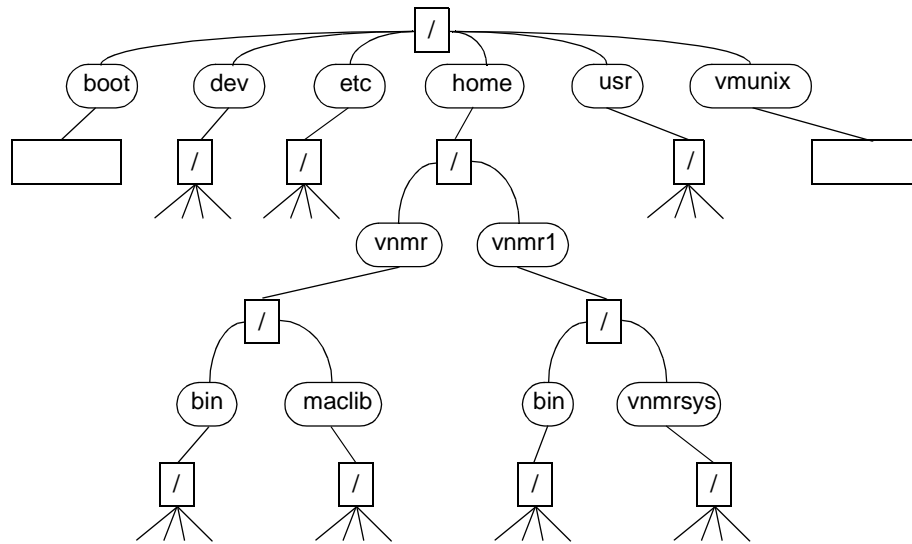 /
boot dev etc home usr vmunix
/ / / /
vnmr vnmr1
/ /
bin maclib bin vnmrsys
/ / / /